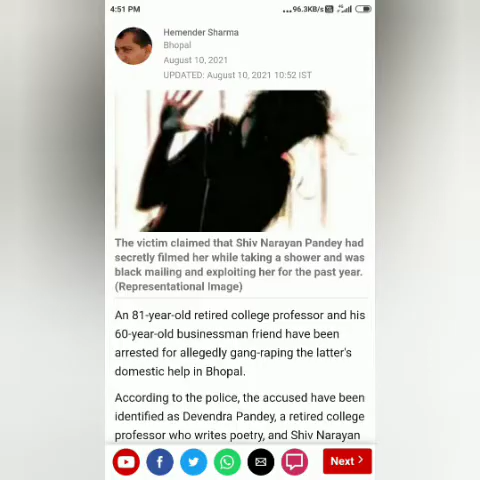 4:51 PM
...96.3KB/s
Hemender Sharma
Bhopal
August 10, 2021
UPDATED: August 10, 2021 10:52 IST
The victim claimed that Shiv Narayan Pandey had
secretly filmed her while taking a shower and was
black mailing and exploiting her for the past year.
(Representational Image)
An 81-year-old retired college professor and his
60-year-old businessman friend have been
arrested for allegedly gang-raping the latter's
domestic help in Bhopal.
According to the police, the accused have been
identified as Devendra Pandey, a retired college
professor who writes poetry, and Shiv Narayan
Next